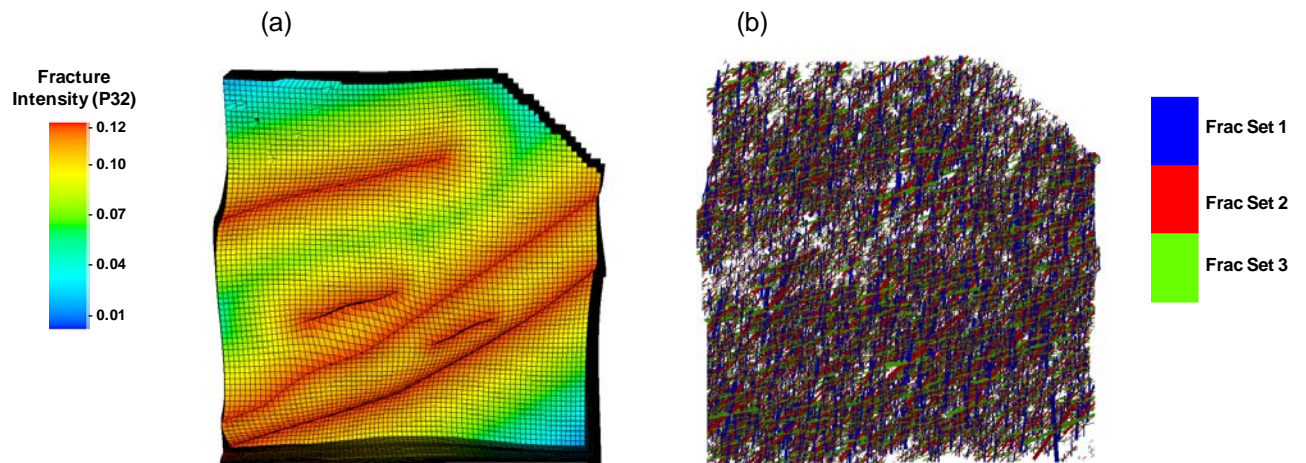 (a)
(b)
Fracture
Intensity (P32)
0.12
0.10
0.07
0.04
0.01
Frac Set 1
Frac Set 2
Frac Set 3